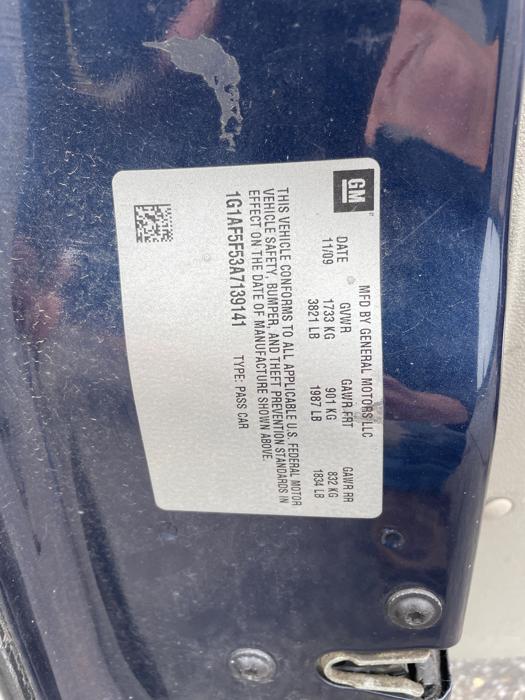 GM
MFD BY GENERAL MOTORS LLC
DATE GVWR GAWR FRT GAWR RR
11/09 1733 KG 901 KG 832 KG
3821 LB 1987 LB 1834 LB
THIS VEHICLE CONFORMS TO ALL APPLICABLE U.S. FEDERAL MOTOR
VEHICLE SAFETY, BUMPER, AND THEFT PREVENTION STANDARDS IN
EFFECT ON THE DATE OF MANUFACTURE SHOWN ABOVE.
1G1AF5F53A7139141 TYPE: PASS CAR